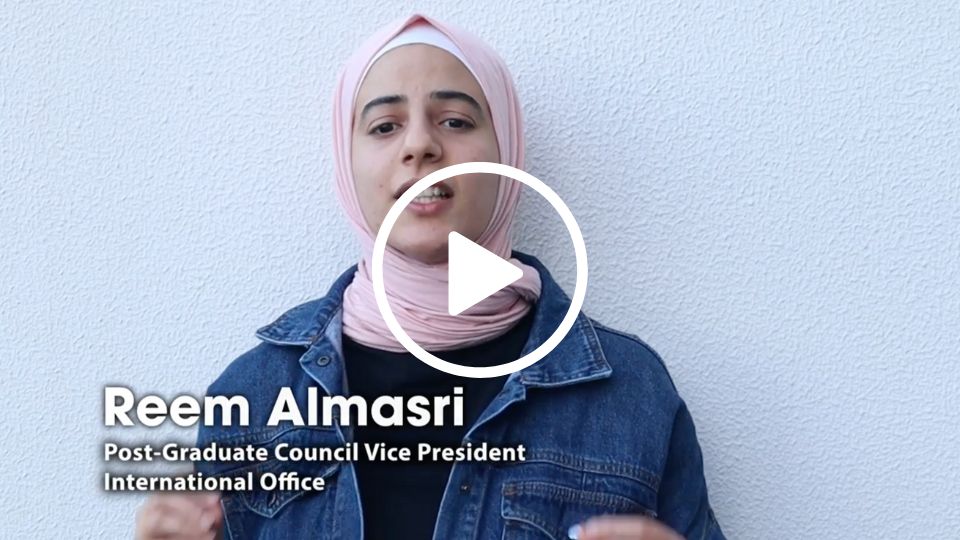 Reem Almasri
Post-Graduate Council Vice President
International Office